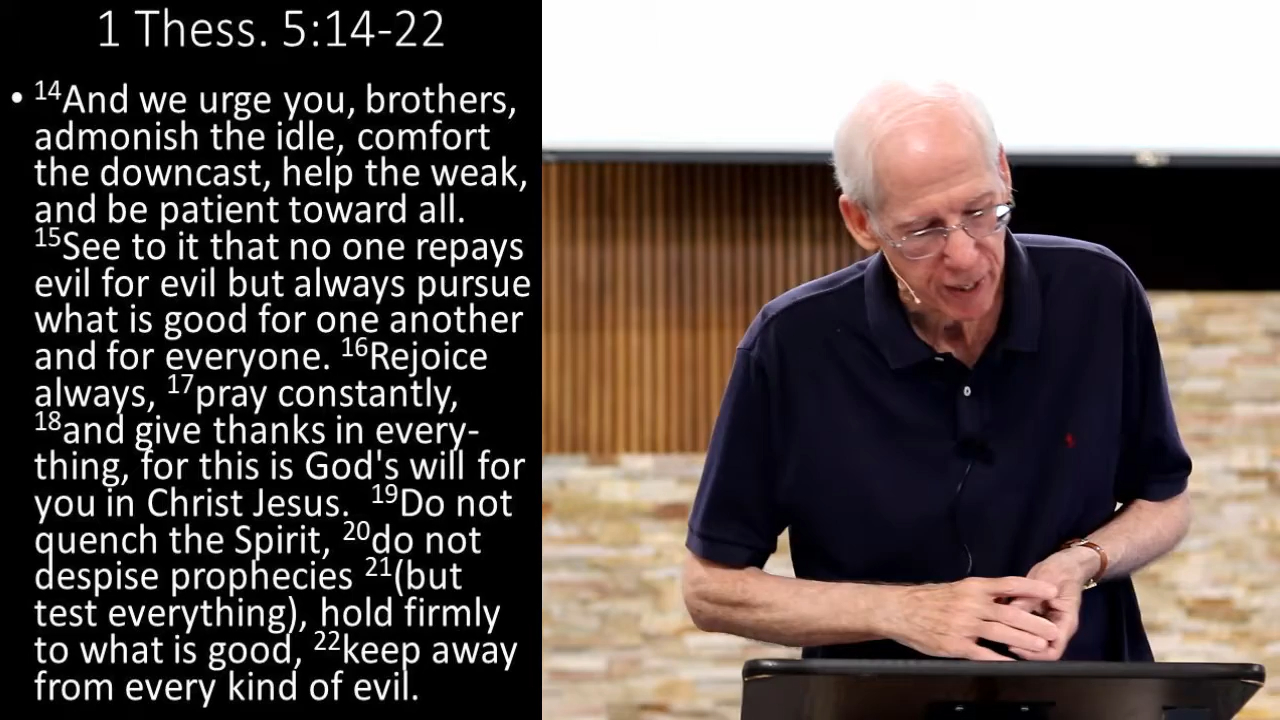 1 Thess. 5:14-22
• ¹⁴And we urge you, brothers,
admonish the idle, comfort
the downcast, help the weak,
and be patient toward all.
¹⁵See to it that no one repays
evil for evil but always pursue
what is good for one another
and for everyone. ¹⁶Rejoice
always, ¹⁷pray constantly,
¹⁸and give thanks in every-
thing, for this is God's will for
you in Christ Jesus. ¹⁹Do not
quench the Spirit, ²⁰do not
despise prophecies ²¹(but
test everything), hold firmly
to what is good, ²²keep away
from every kind of evil.